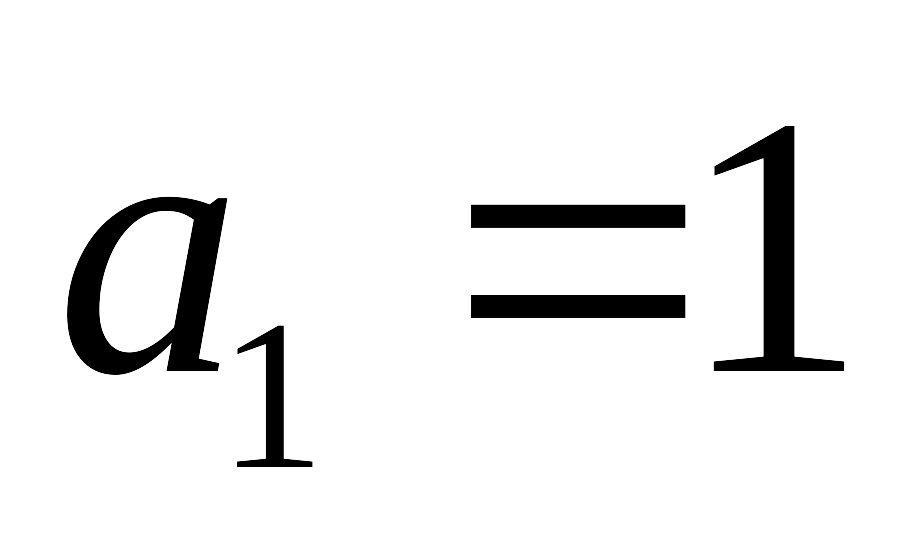 a₁ =1